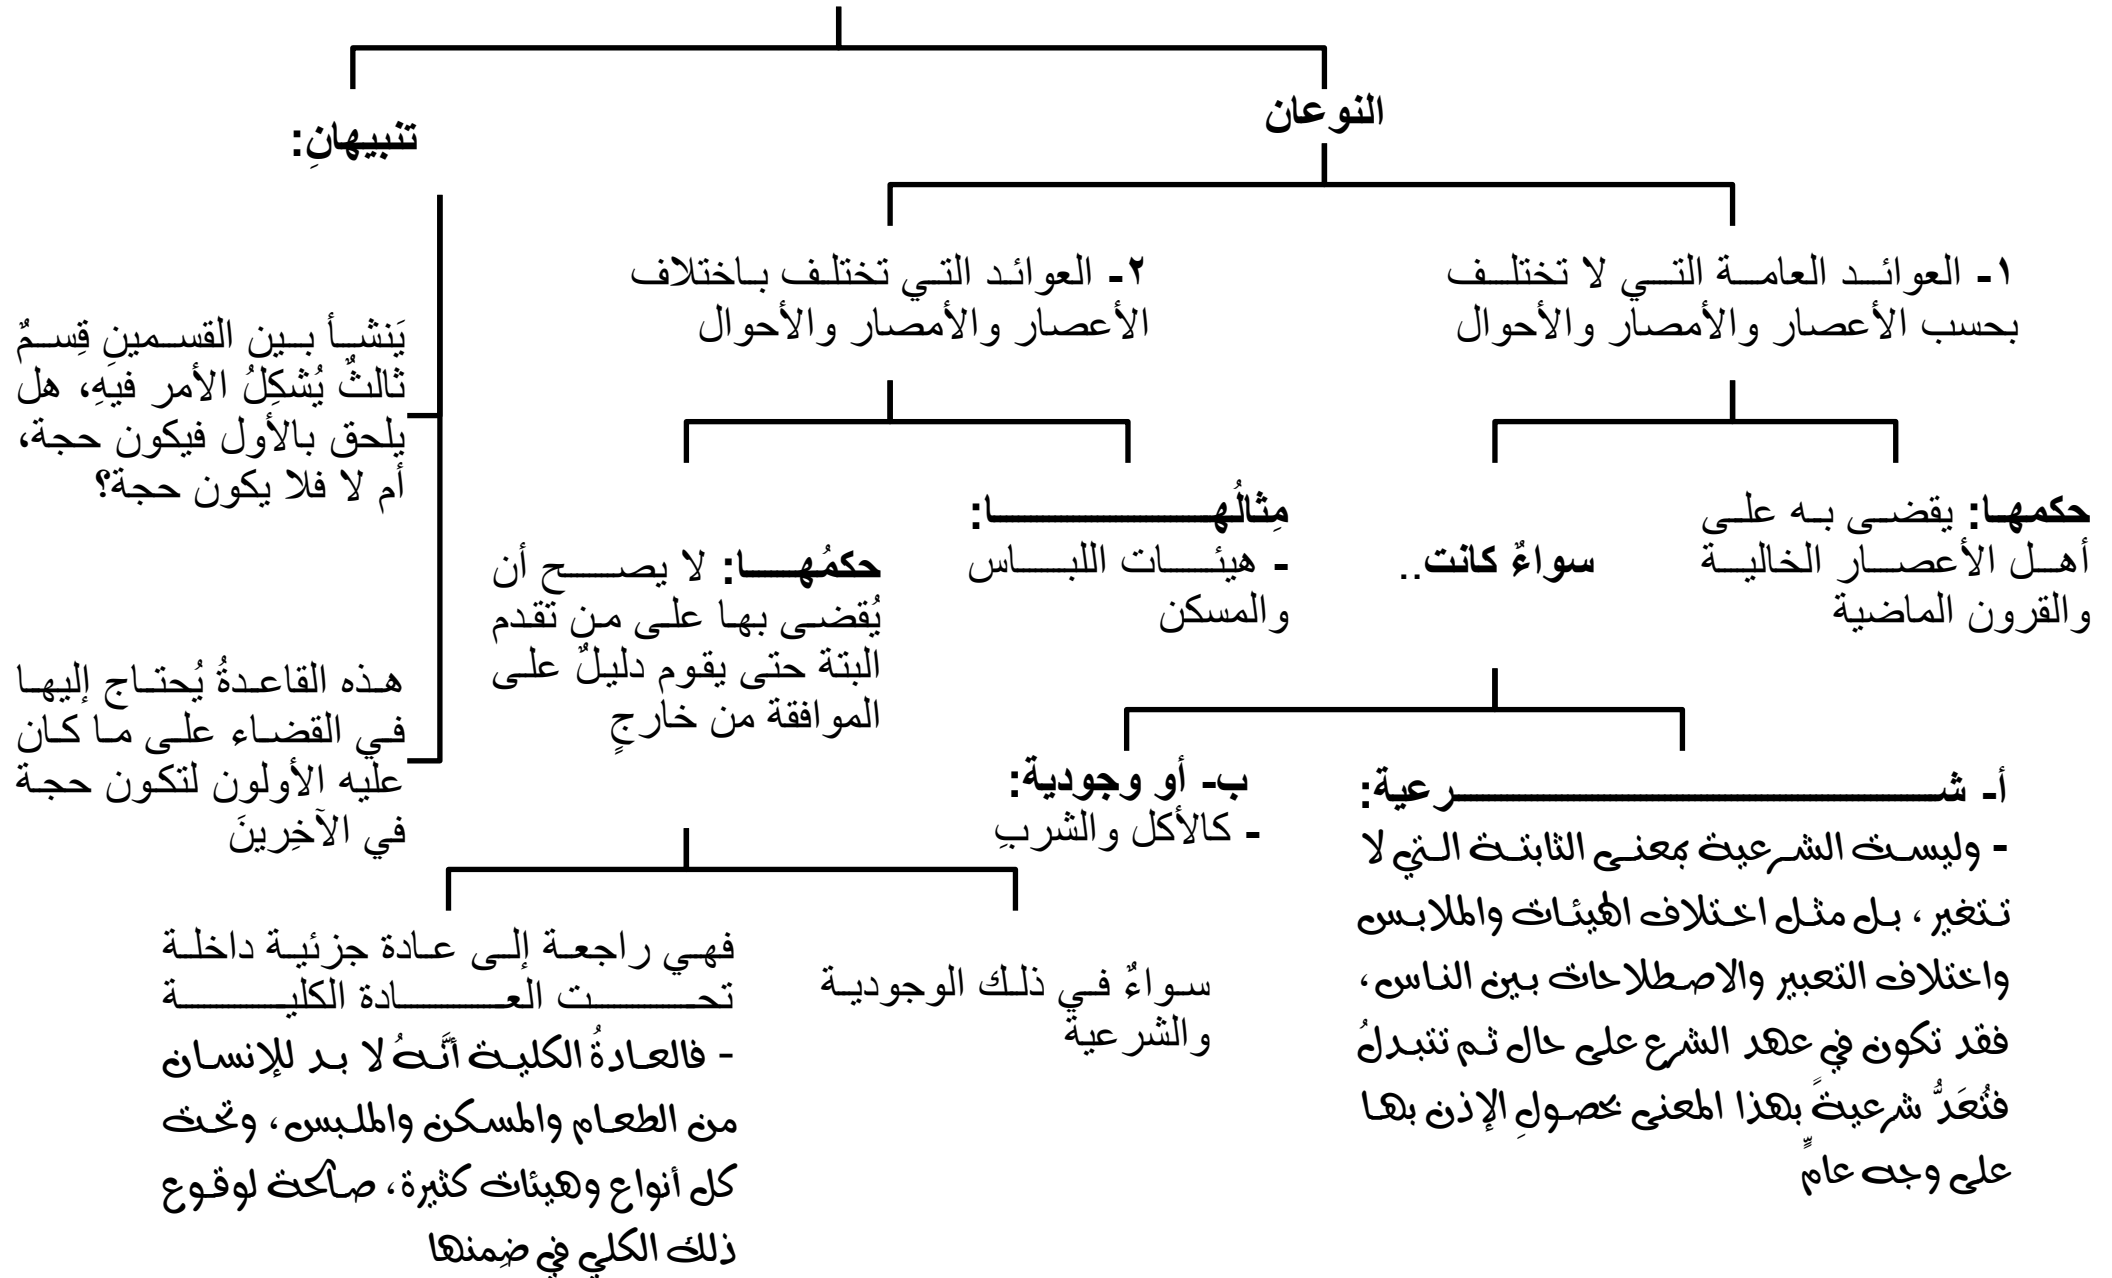 النوعان
تنبيهانِ:
١- العوائد العامة التي لا تختلف
بحسب الأعصار والأمصار والأحوال
٢- العوائد التي تختلف باختلاف
الأعصار والأمصار والأحوال
يَنشأ بين القسمينِ قِسمٌ
ثالثٌ يُشكِلُ الأمر فيهِ، هل
يلحق بالأول فيكون حجة،
أم لا فلا يكون حجة؟
حكمها: يقضى به على
أهل الأعصار الخالية
والقرون الماضية
سواءٌ كانت..
مِثالُها:
- هيئات اللباس
والمسكن
حكمُها: لا يصح أن
يُقضى بها على من تقدم
البتة حتى يقوم دليلٌ على
الموافقة من خارجٍ
هذه القاعدةُ يُحتاج إليها
في القضاء على ما كان
عليه الأولون لتكون حجة
في الآخِرينَ
أ- شرعية:
- وليست الشرعية بمعنى الثابتة التي لا
تتغير، بل مثل اختلاف الهيئات والملابس
واختلاف التعبير والاصطلاحات بين الناس،
فقد تكون في عهد الشرع على حال ثم تتبدلُ
فتُعَدُّ شرعيةً بهذا المعنى بحصولِ الإذن بها
على وجه عامٍّ
ب- أو وجودية:
- كالأكل والشربِ
سواءٌ في ذلك الوجودية
والشرعية
فهي راجعة إلى عادة جزئية داخلة
تحت العادة الكلية
- فالعادةُ الكلية أنَّهُ لا بد للإنسان
من الطعام والمسكن والملبس، وتحت
كل أنواع وهيئات كثيرة، صالحة لوقوع
ذلك الكلي في ضِمنها